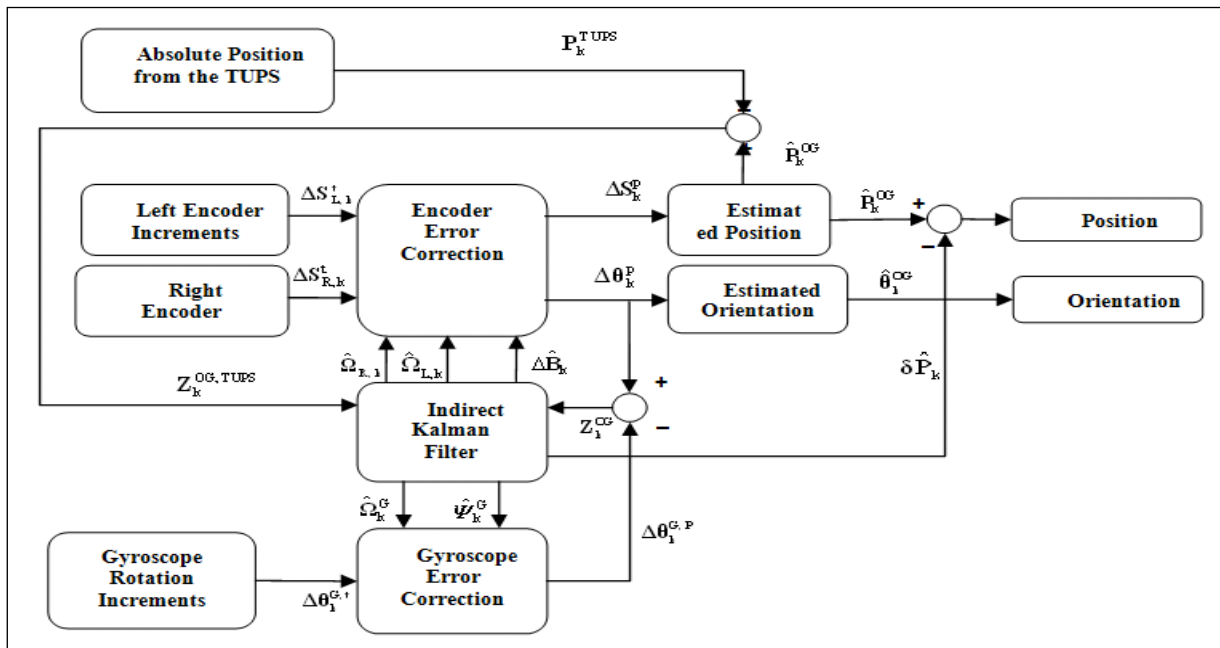 Absolute Position
from the TUPS
P_k^TUPS
−
+
P̂_k^OG
Left Encoder
Increments
ΔS_L,k^t
Encoder
Error
Correction
ΔS_k^P
Estimat
ed Position
P̂_k^OG
+
−
Position
Right
Encoder
ΔS_R,k^t
Δθ_k^P
Estimated
Orientation
θ̂_k^OG
Orientation
Z_k^OG,TUPS
Ω̂_R,k
Ω̂_L,k
ΔB̂_k
δP̂_k
Indirect
Kalman
Filter
Z_k^OG
+
−
Ω̂_k^G
Ψ̂_k^G
Δθ_k^G,P
Gyroscope
Rotation
Increments
Δθ_k^G,t
Gyroscope
Error
Correction